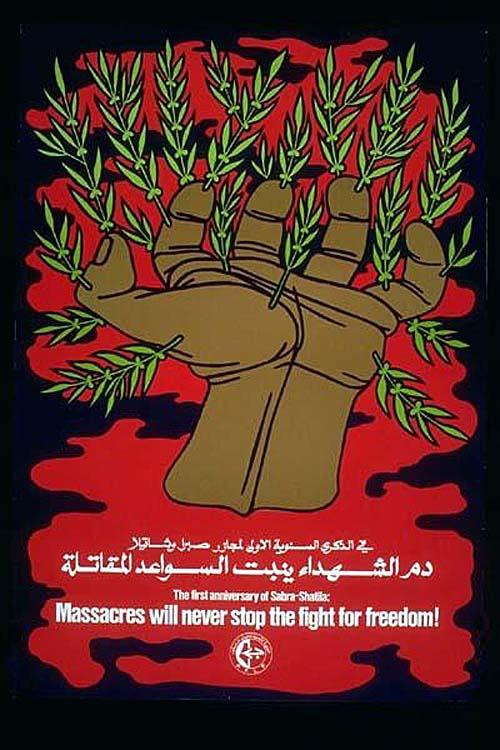 في الذكرى السنوية الاولى لمجازر صبرا وشاتيلا
دم الشهداء ينبت السواعد المقاتلة
The first anniversary of Sabra-Shatila:
Massacres will never stop the fight for freedom!